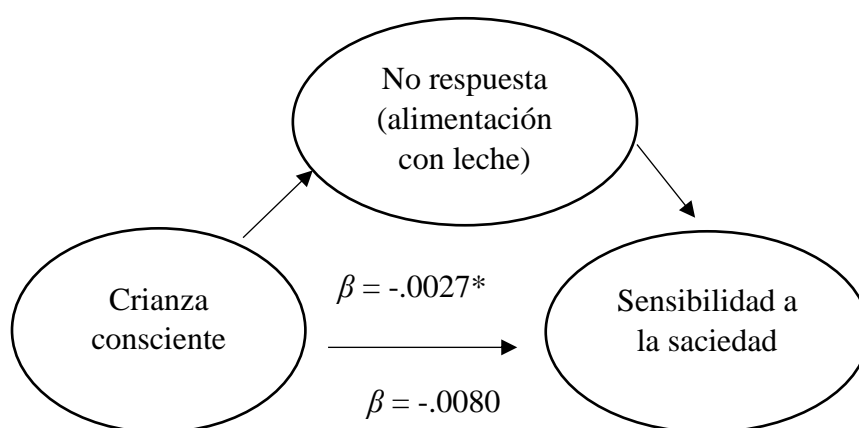 No respuesta
(alimentación
con leche)
Crianza
consciente
β = -.0027*
Sensibilidad a
la saciedad
β = -.0080